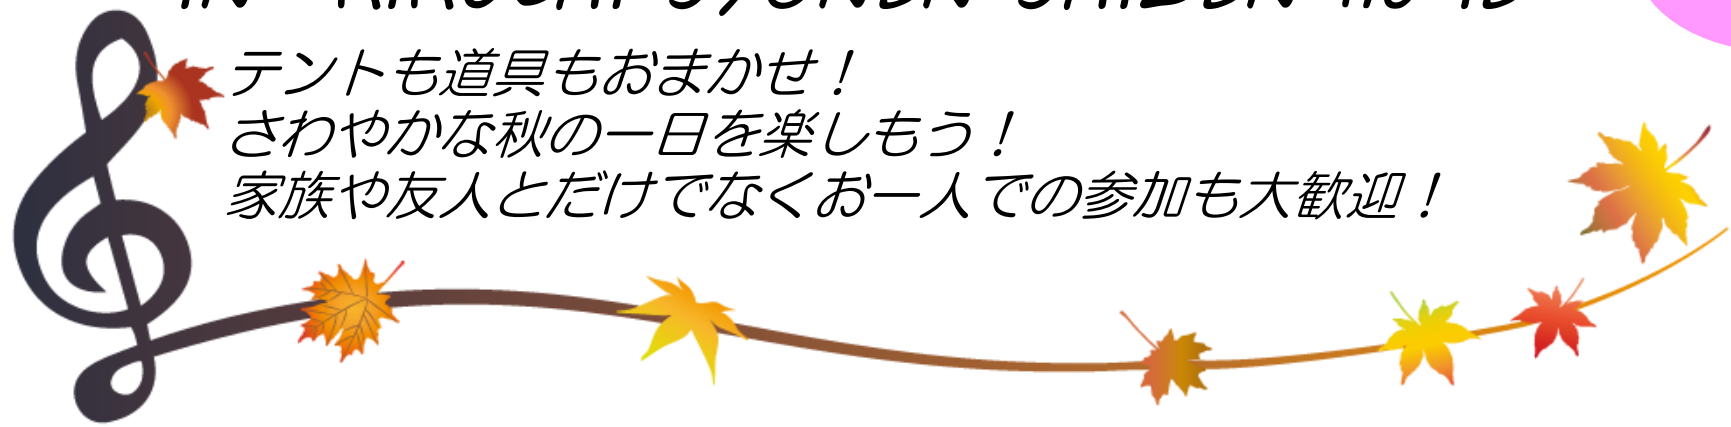 テントも道具もおまかせ！
さわやかな秋の一日を楽しもう！
家族や友人とだけでなくお一人での参加も大歓迎！